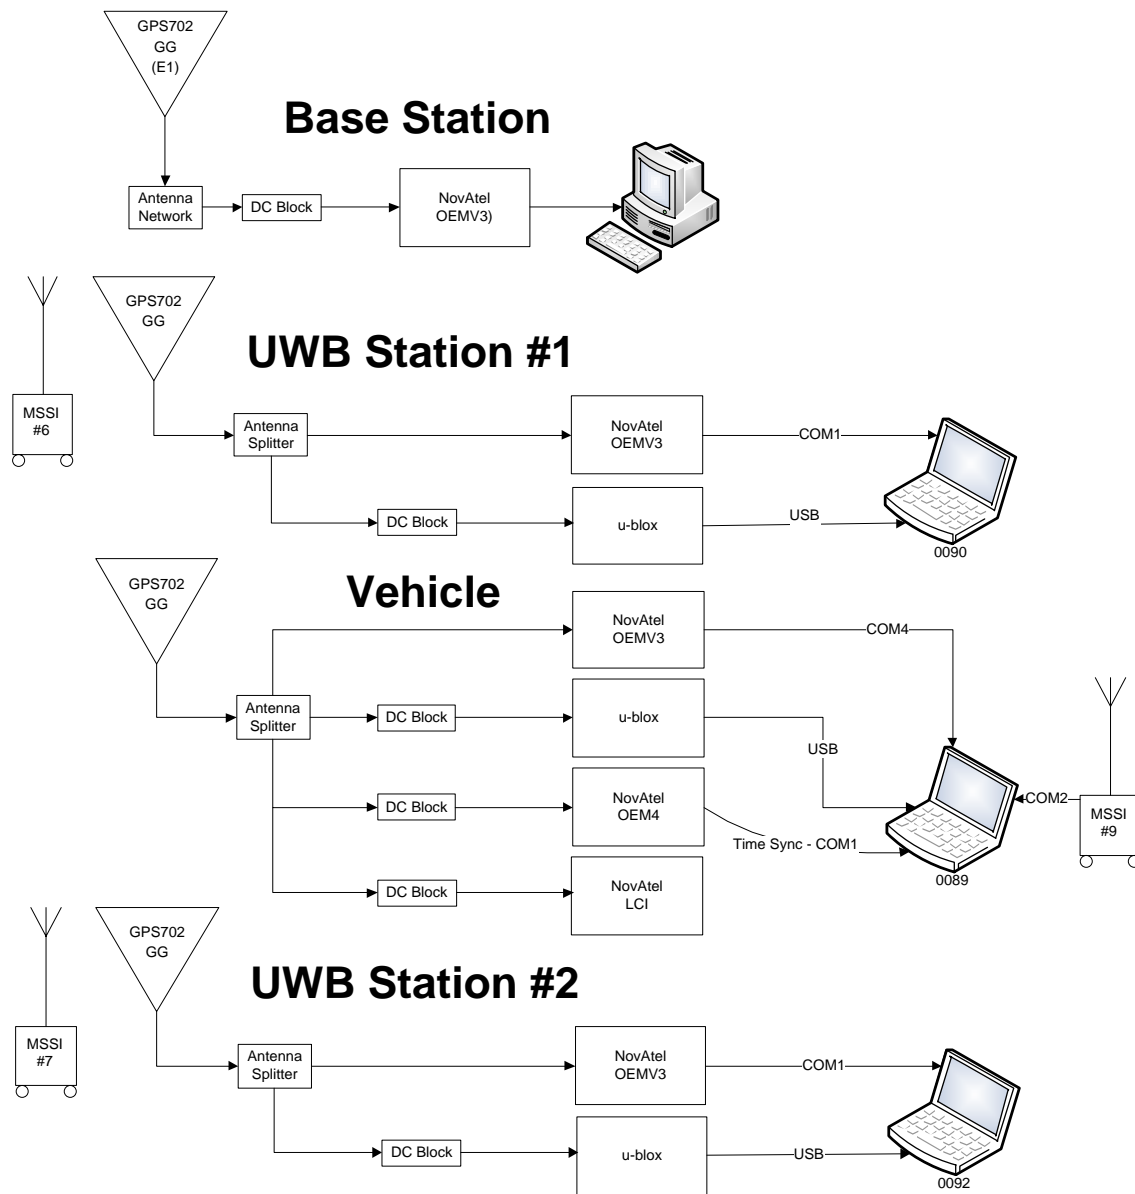 GPS702
GG
(E1)
Base Station
Antenna
Network
DC Block
NovAtel
OEMV3)
GPS702
GG
UWB Station #1
MSSI
#6
Antenna
Splitter
NovAtel
OEMV3
COM1
DC Block
u-blox
USB
0090
GPS702
GG
Vehicle
NovAtel
OEMV3
COM4
Antenna
Splitter
DC Block
u-blox
USB
DC Block
NovAtel
OEM4
Time Sync - COM1
COM2
MSSI
#9
0089
DC Block
NovAtel
LCI
GPS702
GG
UWB Station #2
MSSI
#7
Antenna
Splitter
NovAtel
OEMV3
COM1
DC Block
u-blox
USB
0092